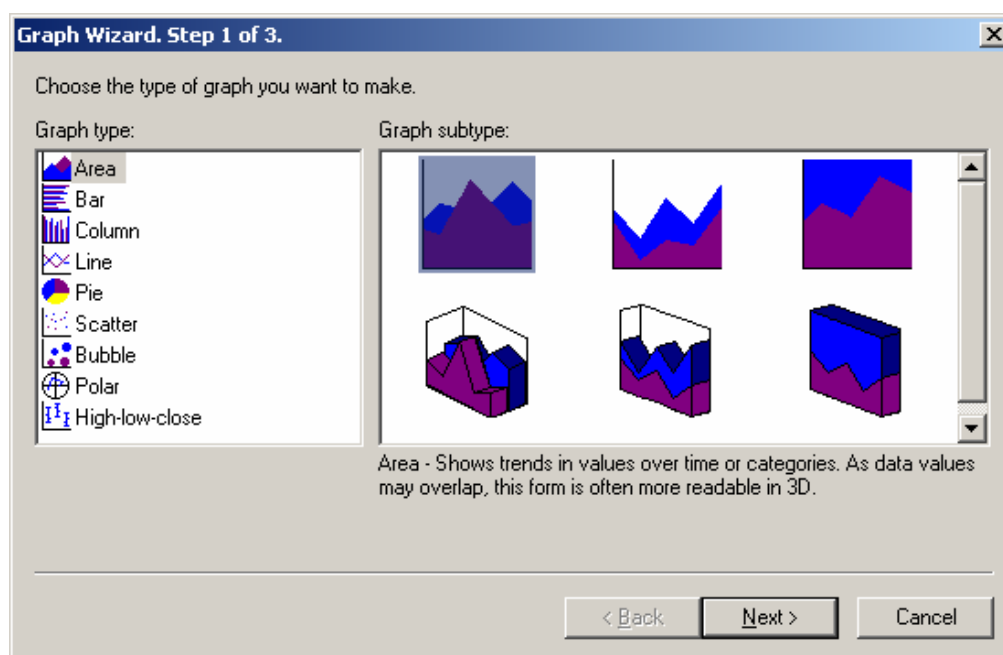 Graph Wizard. Step 1 of 3.
Choose the type of graph you want to make.
Graph type:
Graph subtype:
Area
Bar
Column
Line
Pie
Scatter
Bubble
Polar
High-low-close
Area - Shows trends in values over time or categories. As data values
may overlap, this form is often more readable in 3D.
< Back
Next >
Cancel